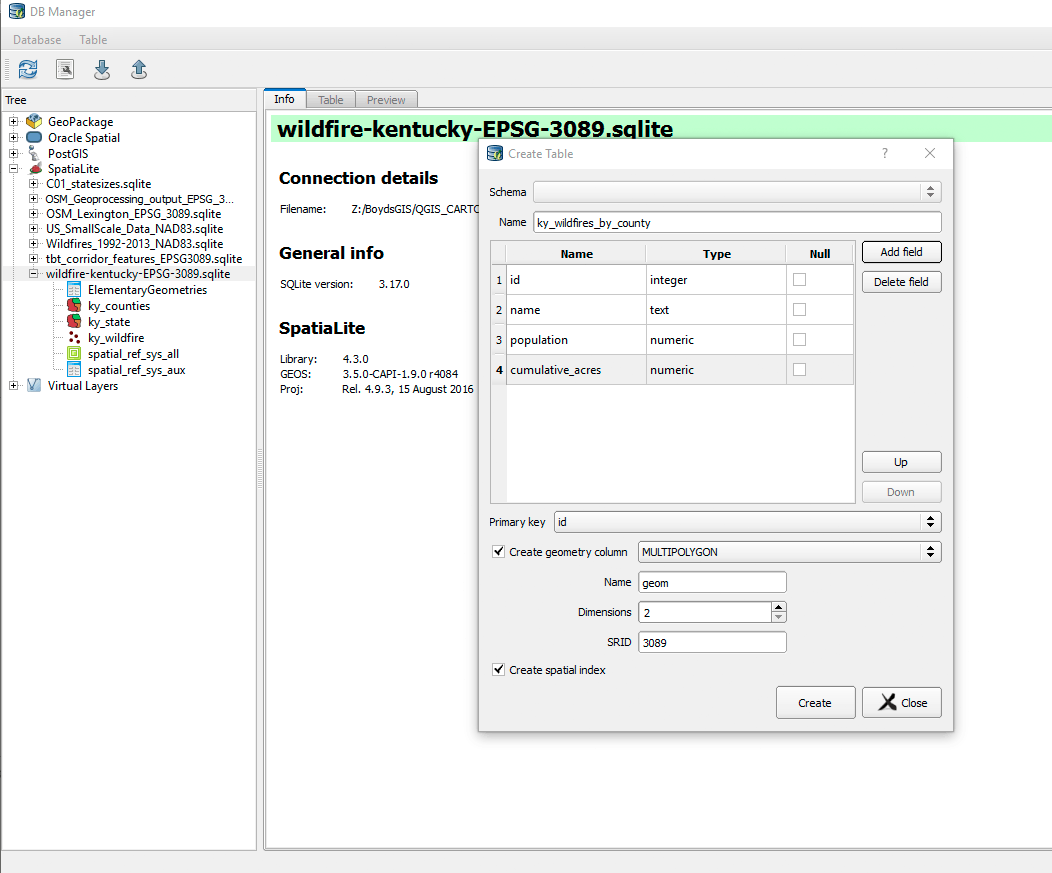 DB Manager
Database Table
Tree
GeoPackage
Oracle Spatial
PostGIS
SpatiaLite
C01_statesizes.sqlite
OSM_Geoprocessing_output_EPSG_3...
OSM_Lexington_EPSG_3089.sqlite
US_SmallScale_Data_NAD83.sqlite
Wildfires_1992-2013_NAD83.sqlite
tbt_corridor_features_EPSG3089.sqlite
wildfire-kentucky-EPSG-3089.sqlite
ElementaryGeometries
ky_counties
ky_state
ky_wildfire
spatial_ref_sys_all
spatial_ref_sys_aux
Virtual Layers
Info Table Preview
wildfire-kentucky-EPSG-3089.sqlite
Connection details
Filename: Z:/BoydsGIS/QGIS_CARTO
General info
SQLite version: 3.17.0
SpatiaLite
Library: 4.3.0
GEOS: 3.5.0-CAPI-1.9.0 r4084
Proj: Rel. 4.9.3, 15 August 2016
Create Table ?
Schema
Name ky_wildfires_by_county
Name Type Null
1 id integer
2 name text
3 population numeric
4 cumulative_acres numeric
Add field
Delete field
Up
Down
Primary key id
Create geometry column MULTIPOLYGON
Name geom
Dimensions 2
SRID 3089
Create spatial index
Create Close